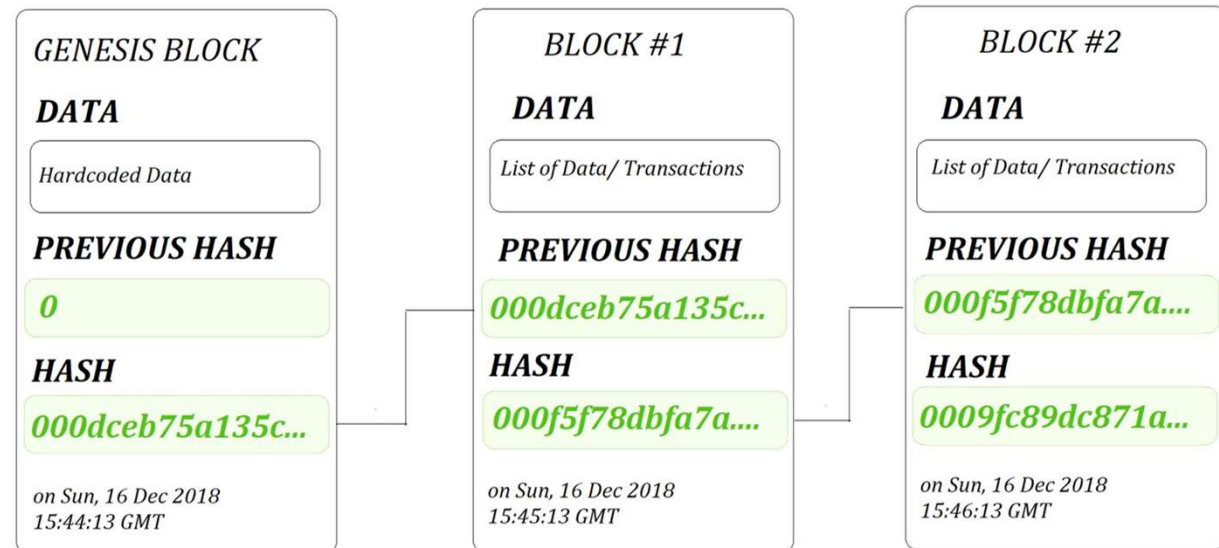 GENESIS BLOCK
DATA
Hardcoded Data
PREVIOUS HASH
0
HASH
000dceb75a135c...
on Sun, 16 Dec 2018
15:44:13 GMT
BLOCK #1
DATA
List of Data/ Transactions
PREVIOUS HASH
000dceb75a135c...
HASH
000f5f78dbfa7a....
on Sun, 16 Dec 2018
15:45:13 GMT
BLOCK #2
DATA
List of Data/ Transactions
PREVIOUS HASH
000f5f78dbfa7a....
HASH
0009fc89dc871a...
on Sun, 16 Dec 2018
15:46:13 GMT